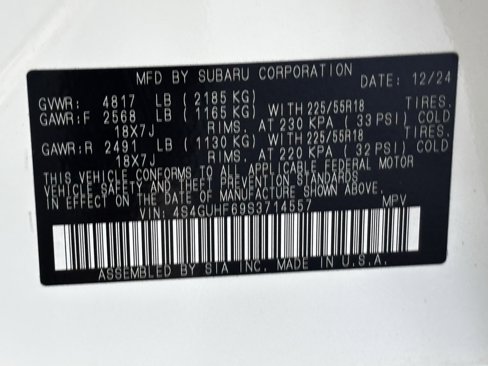 MFD BY SUBARU CORPORATION DATE: 12/24
GVWR: 4817 LB ( 2185 KG)
GAWR:F 2568 LB ( 1165 KG) WITH 225/55R18 TIRES.
18X7J RIMS. AT 230 KPA ( 33 PSI) COLD
GAWR:R 2491 LB ( 1130 KG) WITH 225/55R18 TIRES.
18X7J RIMS. AT 220 KPA ( 32 PSI) COLD
THIS VEHICLE CONFORMS TO ALL APPLICABLE FEDERAL MOTOR
VEHICLE SAFETY AND BUMPER STANDARDS
IN EFFECT ON THE DATE OF MANUFACTURE SHOWN ABOVE.
VIN: 4S4GUHF69S3714557 MPV
ASSEMBLED BY SIA INC. MADE IN U.S.A.